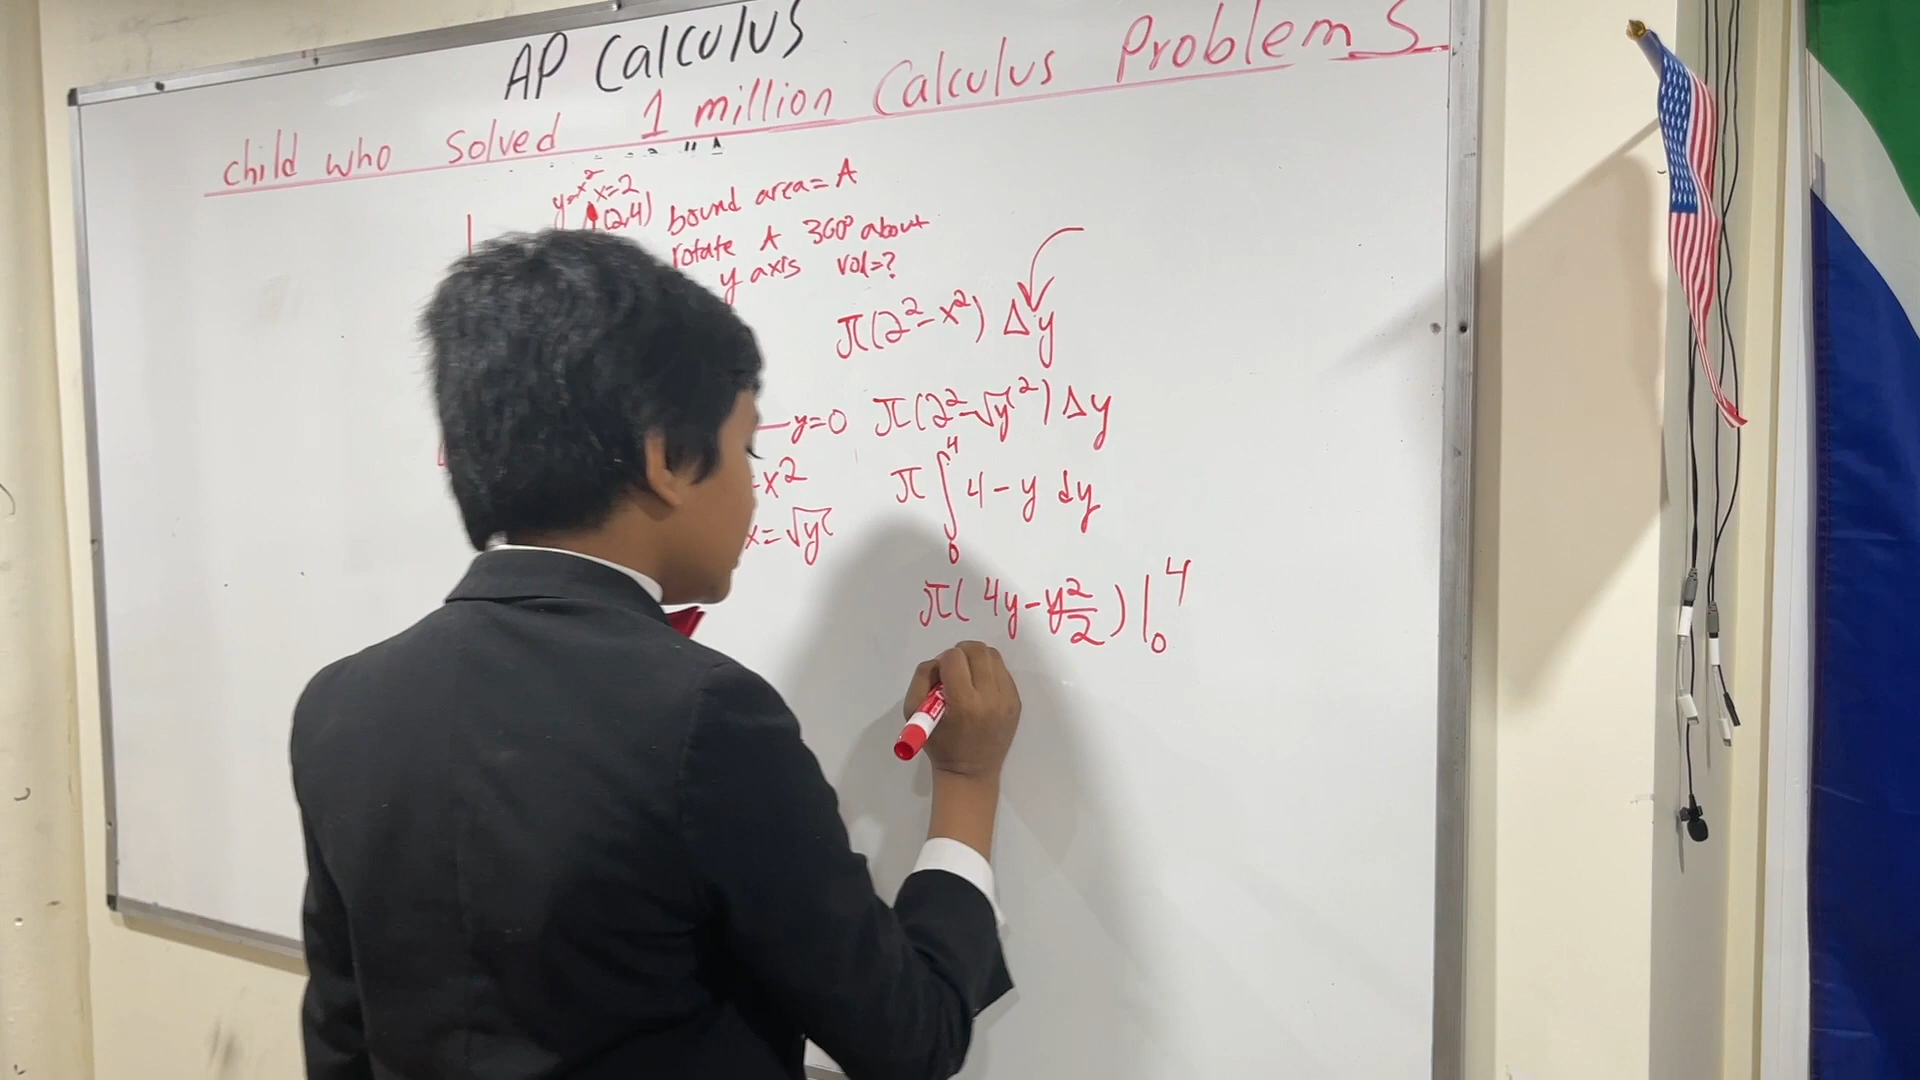 AP Calculus
child who solved 1 million Calculus Problems
y=x² x=2
(2,4) bound area = A
rotate A 360° about
y axis vol=?
π(2²-x²) Δy
y=0 π(2²-√y²) Δy
x²
π∫₀⁴ 4-y dy
x=√y
π(4y-y²/2)|₀⁴